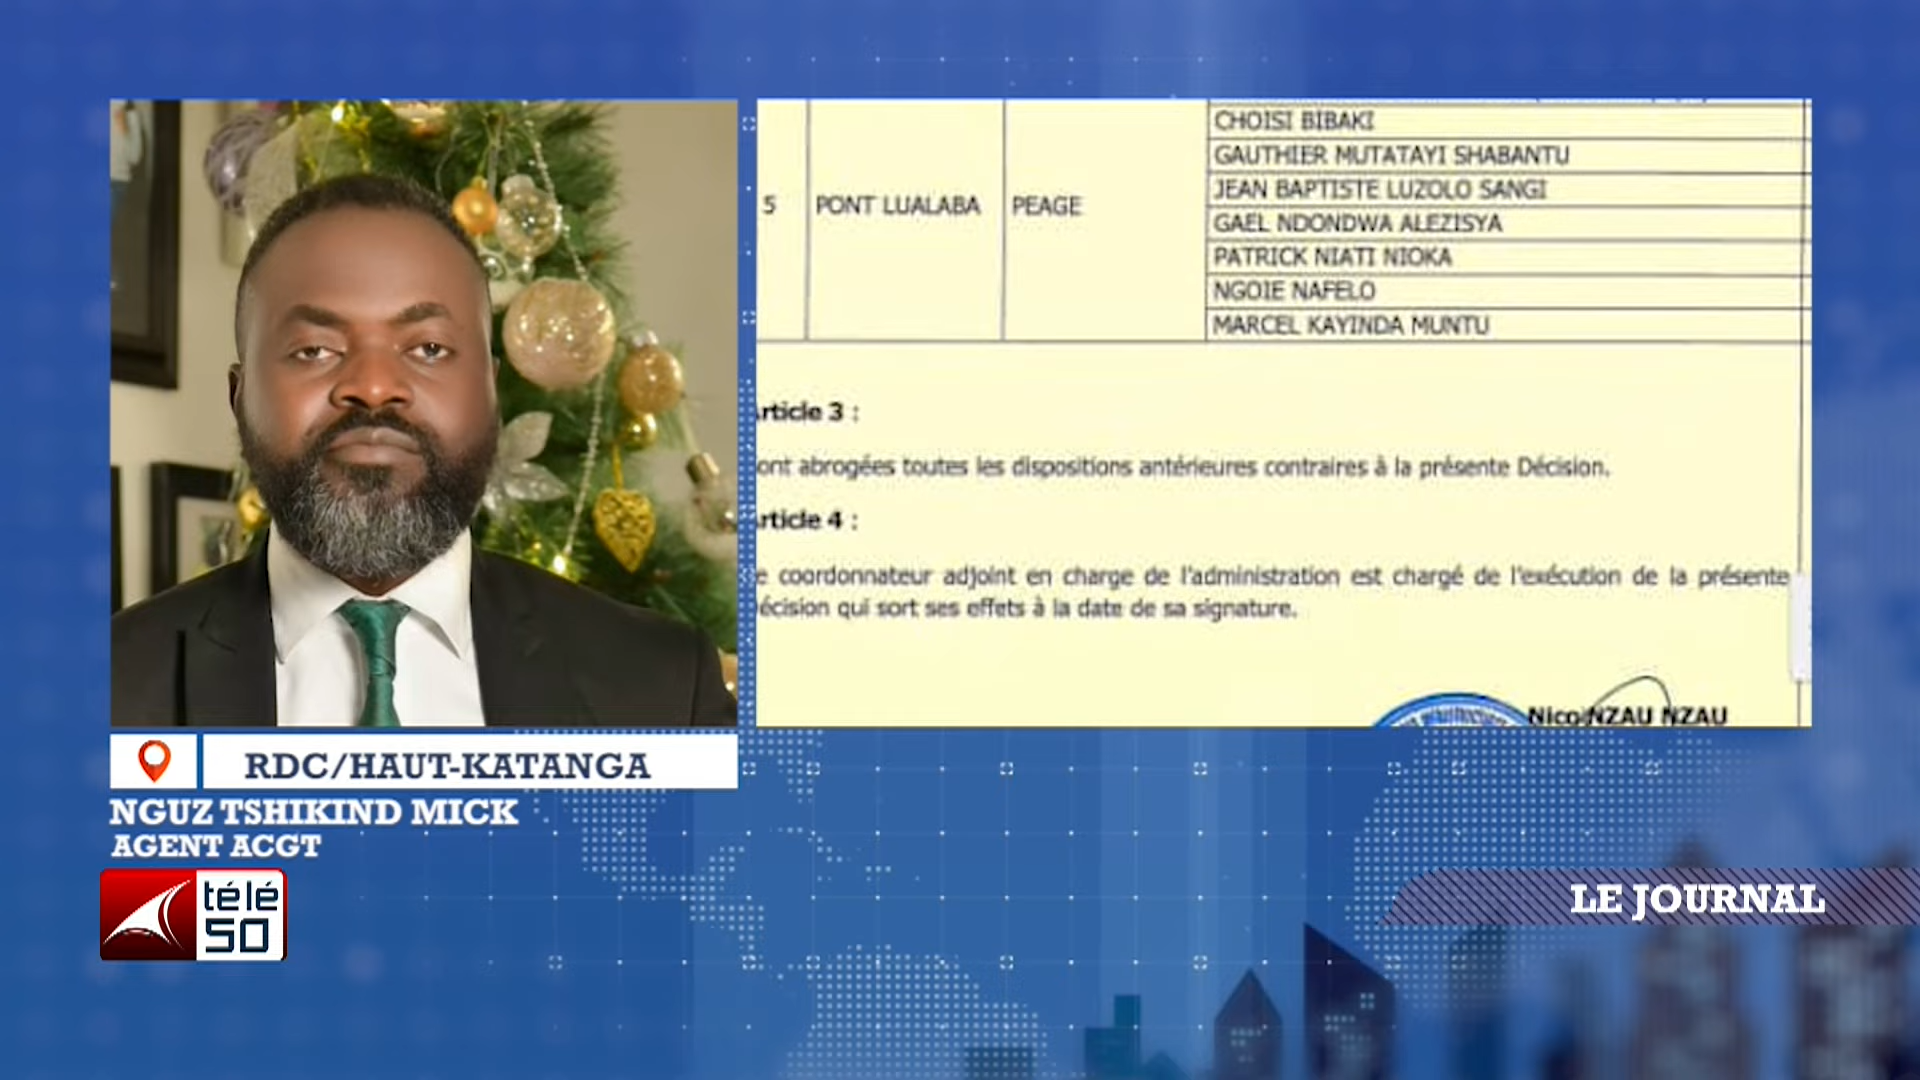 CHOISI BIBAKI
GAUTHIER MUTATAYI SHABANTU
JEAN BAPTISTE LUZOLO SANGI
5 PONT LUALABA PEAGE
GAEL NDONDWA ALEZISYA
PATRICK NIATI NIOKA
NGOIE NAFELO
MARCEL KAYINDA MUNTU
rticle 3 :
ont abrogées toutes les dispositions antérieures contraires à la présente Décision.
rticle 4 :
e coordonnateur adjoint en charge de l'administration est chargé de l'exécution de la présente
écision qui sort ses effets à la date de sa signature.
Nico NZAU NZAU
RDC/HAUT-KATANGA
NGUZ TSHIKIND MICK
AGENT ACGT
télé
50
LE JOURNAL